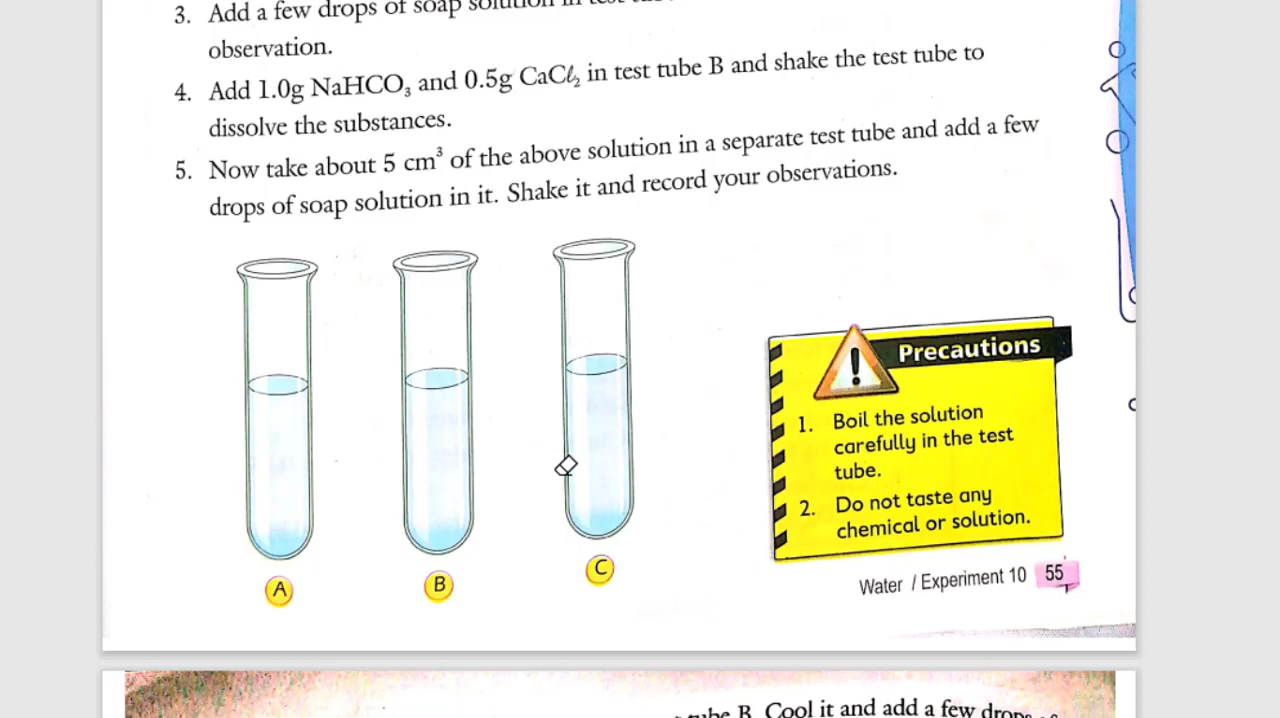 3. Add a few drops of soap solution in test
observation.
4. Add 1.0g NaHCO₃ and 0.5g CaCl₂ in test tube B and shake the test tube to
dissolve the substances.
5. Now take about 5 cm³ of the above solution in a separate test tube and add a few
drops of soap solution in it. Shake it and record your observations.
Precautions
1. Boil the solution
carefully in the test
tube.
2. Do not taste any
chemical or solution.
A
B
C
Water / Experiment 10 55
B. Cool it and add a few drops